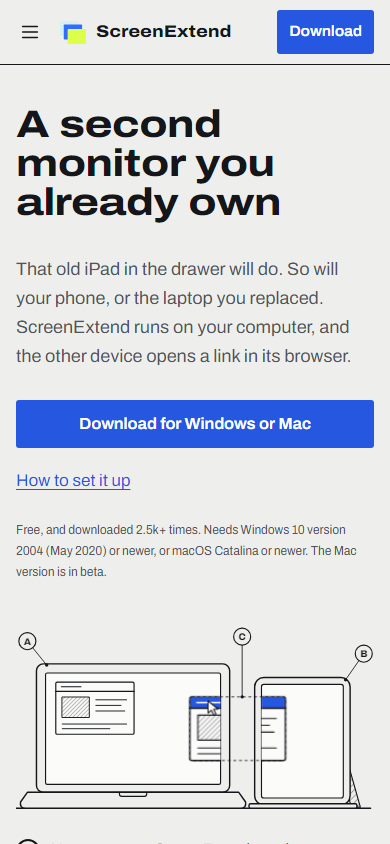 ScreenExtend
Download
A second
monitor you
already own
That old iPad in the drawer will do. So will
your phone, or the laptop you replaced.
ScreenExtend runs on your computer, and
the other device opens a link in its browser.
Download for Windows or Mac
How to set it up
Free, and downloaded 2.5k+ times. Needs Windows 10 version
2004 (May 2020) or newer, or macOS Catalina or newer. The Mac
version is in beta.
A
C
B